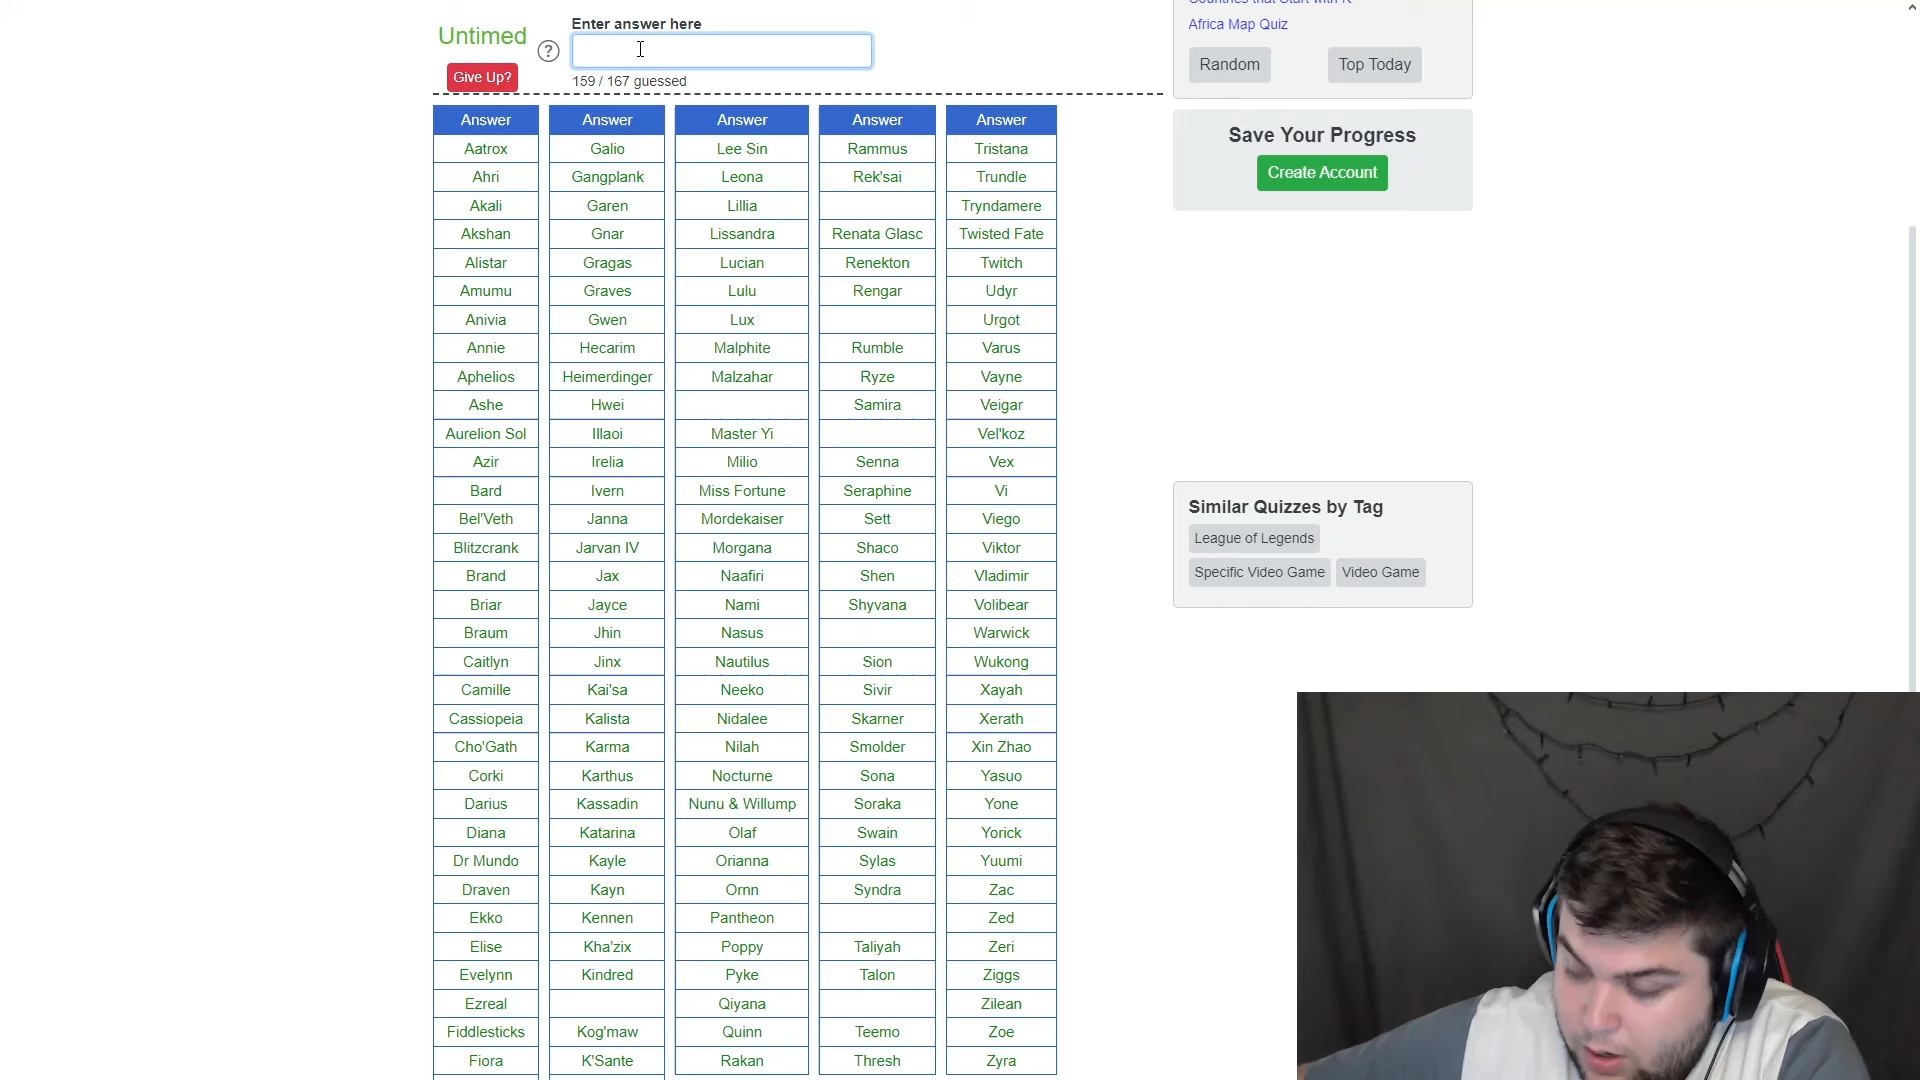 Countries that Start with K
Africa Map Quiz
Random
Top Today
Untimed
Give Up?
?
Enter answer here
159 / 167 guessed
Save Your Progress
Create Account
Answer Answer Answer Answer Answer
Aatrox Galio Lee Sin Rammus Tristana
Ahri Gangplank Leona Rek'sai Trundle
Akali Garen Lillia Tryndamere
Akshan Gnar Lissandra Renata Glasc Twisted Fate
Alistar Gragas Lucian Renekton Twitch
Amumu Graves Lulu Rengar Udyr
Anivia Gwen Lux Urgot
Annie Hecarim Malphite Rumble Varus
Aphelios Heimerdinger Malzahar Ryze Vayne
Ashe Hwei Samira Veigar
Aurelion Sol Illaoi Master Yi Vel'koz
Azir Irelia Milio Senna Vex
Bard Ivern Miss Fortune Seraphine Vi
Bel'Veth Janna Mordekaiser Sett Viego
Blitzcrank Jarvan IV Morgana Shaco Viktor
Brand Jax Naafiri Shen Vladimir
Briar Jayce Nami Shyvana Volibear
Braum Jhin Nasus Warwick
Caitlyn Jinx Nautilus Sion Wukong
Camille Kai'sa Neeko Sivir Xayah
Cassiopeia Kalista Nidalee Skarner Xerath
Cho'Gath Karma Nilah Smolder Xin Zhao
Corki Karthus Nocturne Sona Yasuo
Darius Kassadin Nunu & Willump Soraka Yone
Diana Katarina Olaf Swain Yorick
Dr Mundo Kayle Orianna Sylas Yuumi
Draven Kayn Ornn Syndra Zac
Ekko Kennen Pantheon Zed
Elise Kha'zix Poppy Taliyah Zeri
Evelynn Kindred Pyke Talon Ziggs
Ezreal Qiyana Zilean
Fiddlesticks Kog'maw Quinn Teemo Zoe
Fiora K'Sante Rakan Thresh Zyra
Similar Quizzes by Tag
League of Legends
Specific Video Game
Video Game